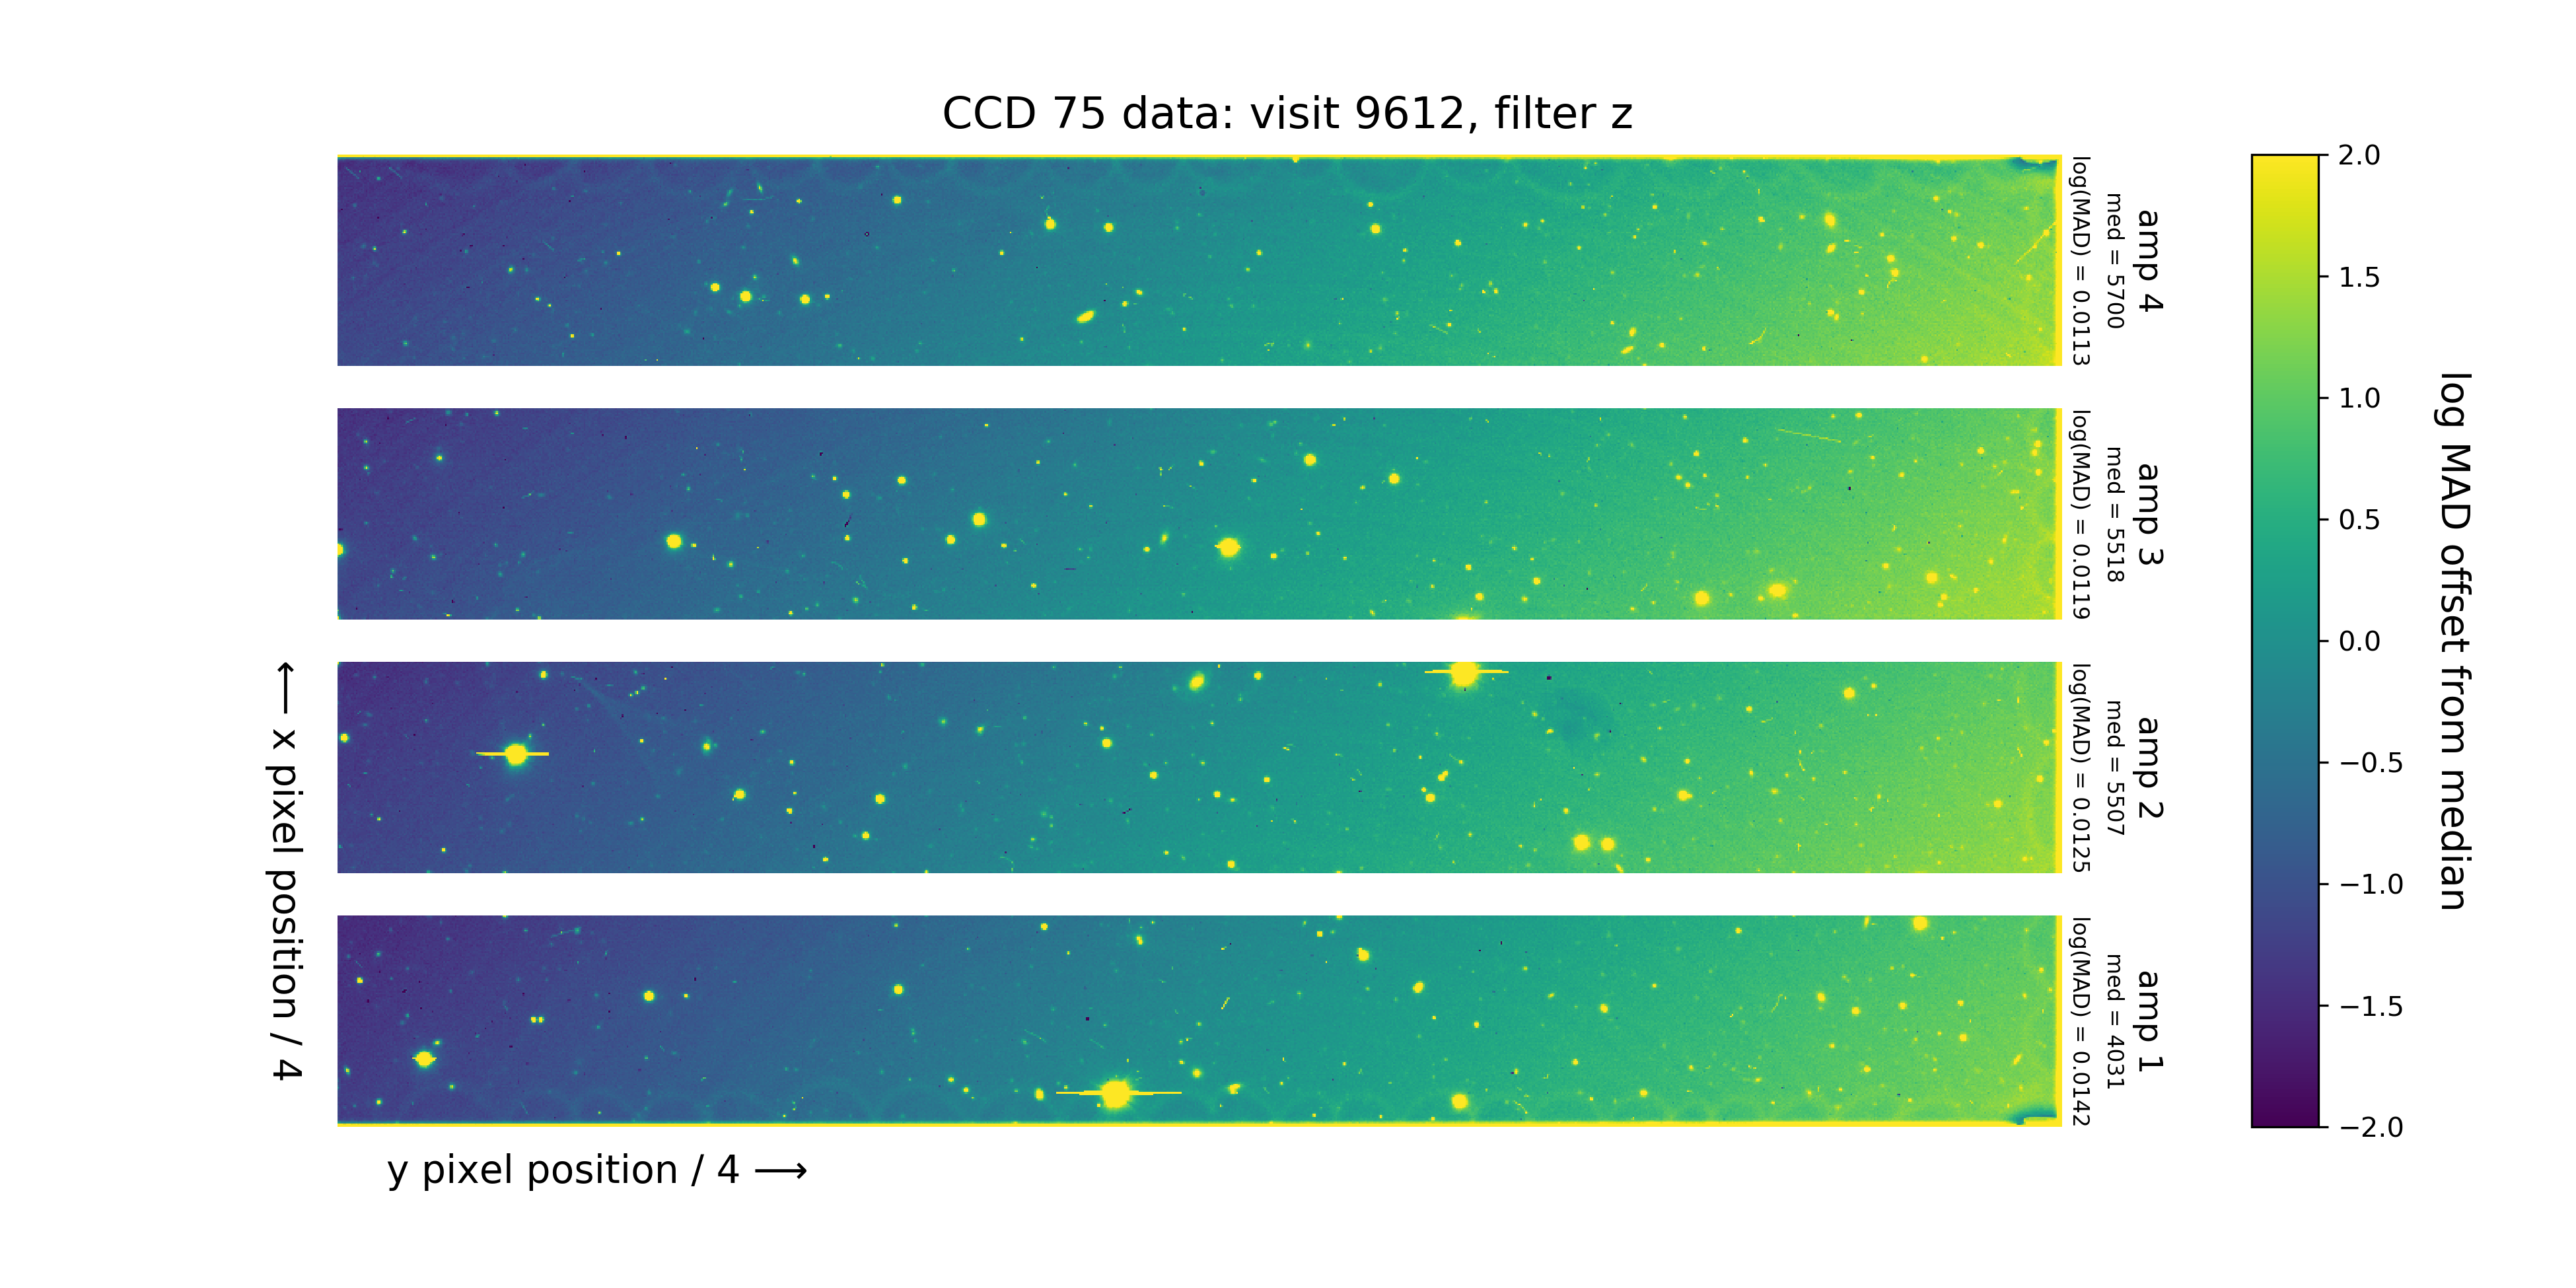 CCD 75 data: visit 9612, filter z
amp 4
med = 5700
log(MAD) = 0.0113
amp 3
med = 5518
log(MAD) = 0.0119
amp 2
med = 5507
log(MAD) = 0.0125
amp 1
med = 4031
log(MAD) = 0.0142
⟵ x pixel position / 4
y pixel position / 4 ⟶
2.0
1.5
1.0
0.5
0.0
−0.5
−1.0
−1.5
−2.0
log MAD offset from median